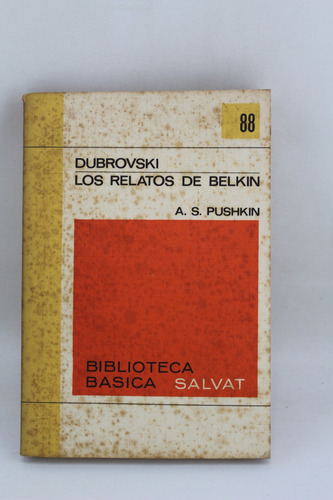 88
DUBROVSKI
LOS RELATOS DE BELKIN
A. S. PUSHKIN
BIBLIOTECA
BASICA SALVAT